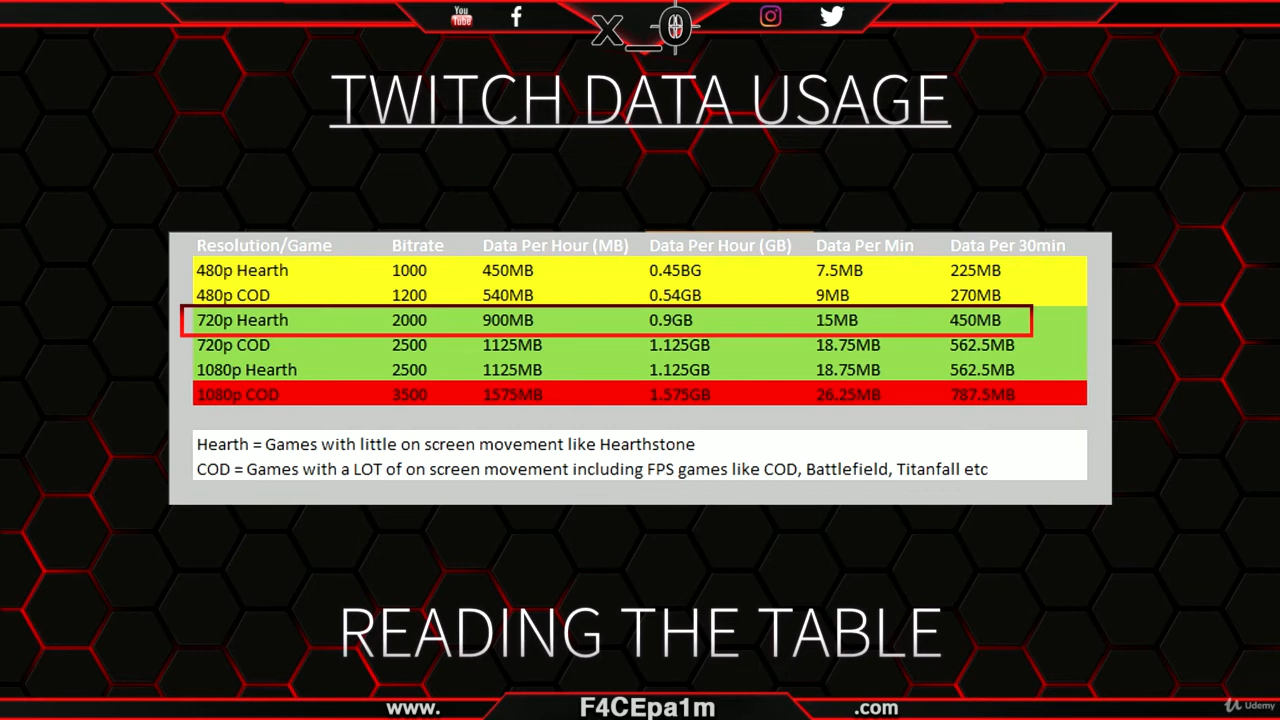 You Tube
X_0
TWITCH DATA USAGE
Resolution/Game Bitrate Data Per Hour (MB) Data Per Hour (GB) Data Per Min Data Per 30min
480p Hearth 1000 450MB 0.45BG 7.5MB 225MB
480p COD 1200 540MB 0.54GB 9MB 270MB
720p Hearth 2000 900MB 0.9GB 15MB 450MB
720p COD 2500 1125MB 1.125GB 18.75MB 562.5MB
1080p Hearth 2500 1125MB 1.125GB 18.75MB 562.5MB
1080p COD 3500 1575MB 1.575GB 26.25MB 787.5MB
Hearth = Games with little on screen movement like Hearthstone
COD = Games with a LOT of on screen movement including FPS games like COD, Battlefield, Titanfall etc
READING THE TABLE
www. F4CEpa1m .com
Udemy